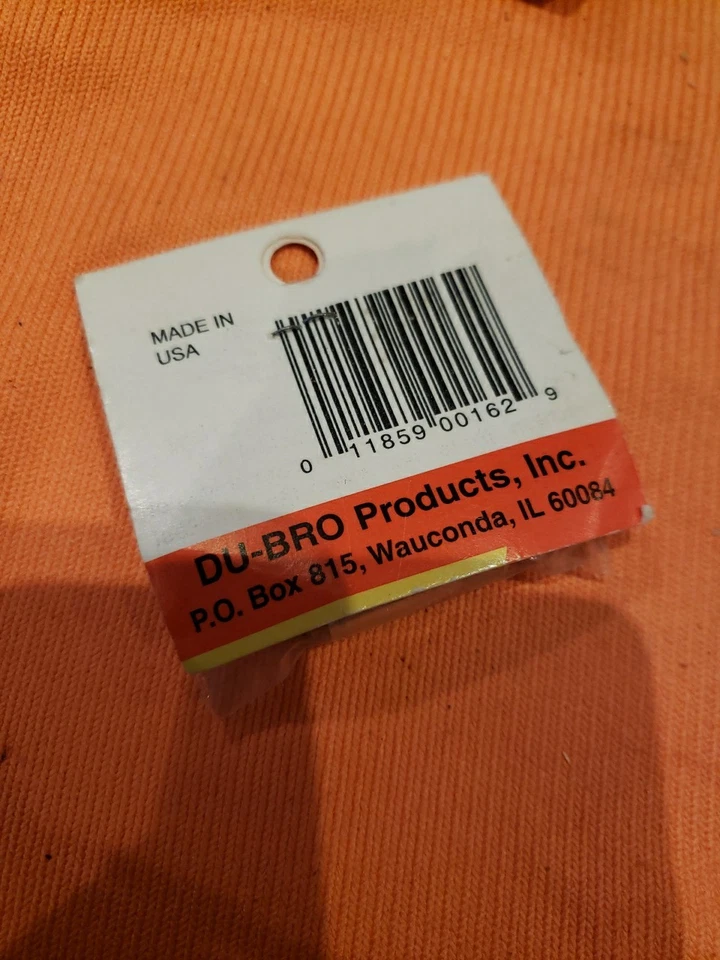 MADE IN
USA
0 11859 00162 9
DU-BRO Products, Inc.
P.O. Box 815, Wauconda, IL 60084